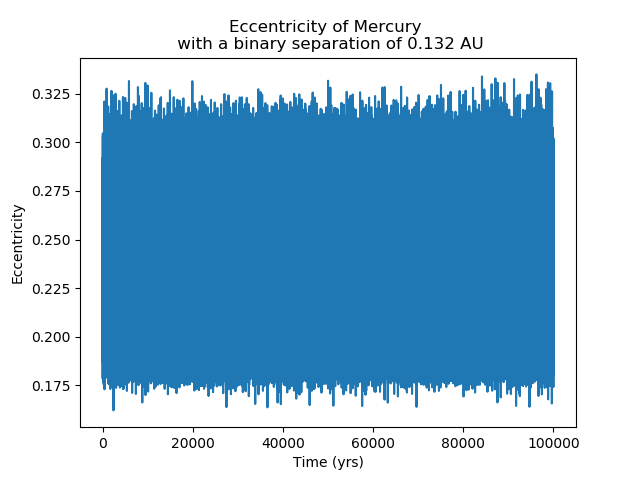 Eccentricity of Mercury
with a binary separation of 0.132 AU
Eccentricity
0.325
0.300
0.275
0.250
0.225
0.200
0.175
0 20000 40000 60000 80000 100000
Time (yrs)